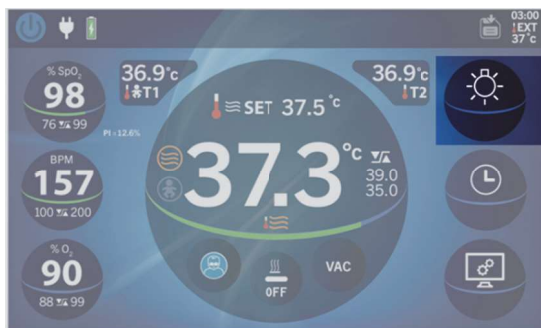 03:00
EXT
37°c
% SpO₂
98
76 99
PI = 12.6%
36.9°c
T1
36.9°c
T2
SET 37.5°c
37.3°c
39.0
35.0
BPM
157
100 200
% O₂
90
88 99
OFF
VAC